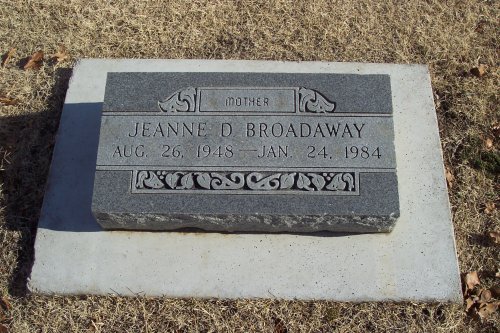 MOTHER
JEANNE D. BROADAWAY
AUG. 26, 1948 — JAN. 24, 1984